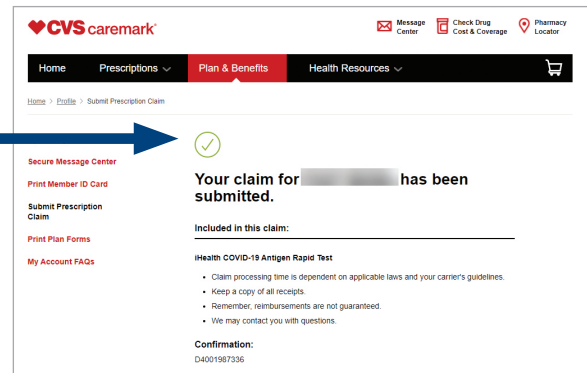 CVS caremark®
Message Center
Check Drug Cost & Coverage
Pharmacy Locator
Home Prescriptions Plan & Benefits Health Resources
Home > Profile > Submit Prescription Claim
Secure Message Center
Print Member ID Card
Submit Prescription
Claim
Print Plan Forms
My Account FAQs
Your claim for has been
submitted.
Included in this claim:
iHealth COVID-19 Antigen Rapid Test
• Claim processing time is dependent on applicable laws and your carrier's guidelines.
• Keep a copy of all receipts.
• Remember, reimbursements are not guaranteed.
• We may contact you with questions.
Confirmation:
D4001987336